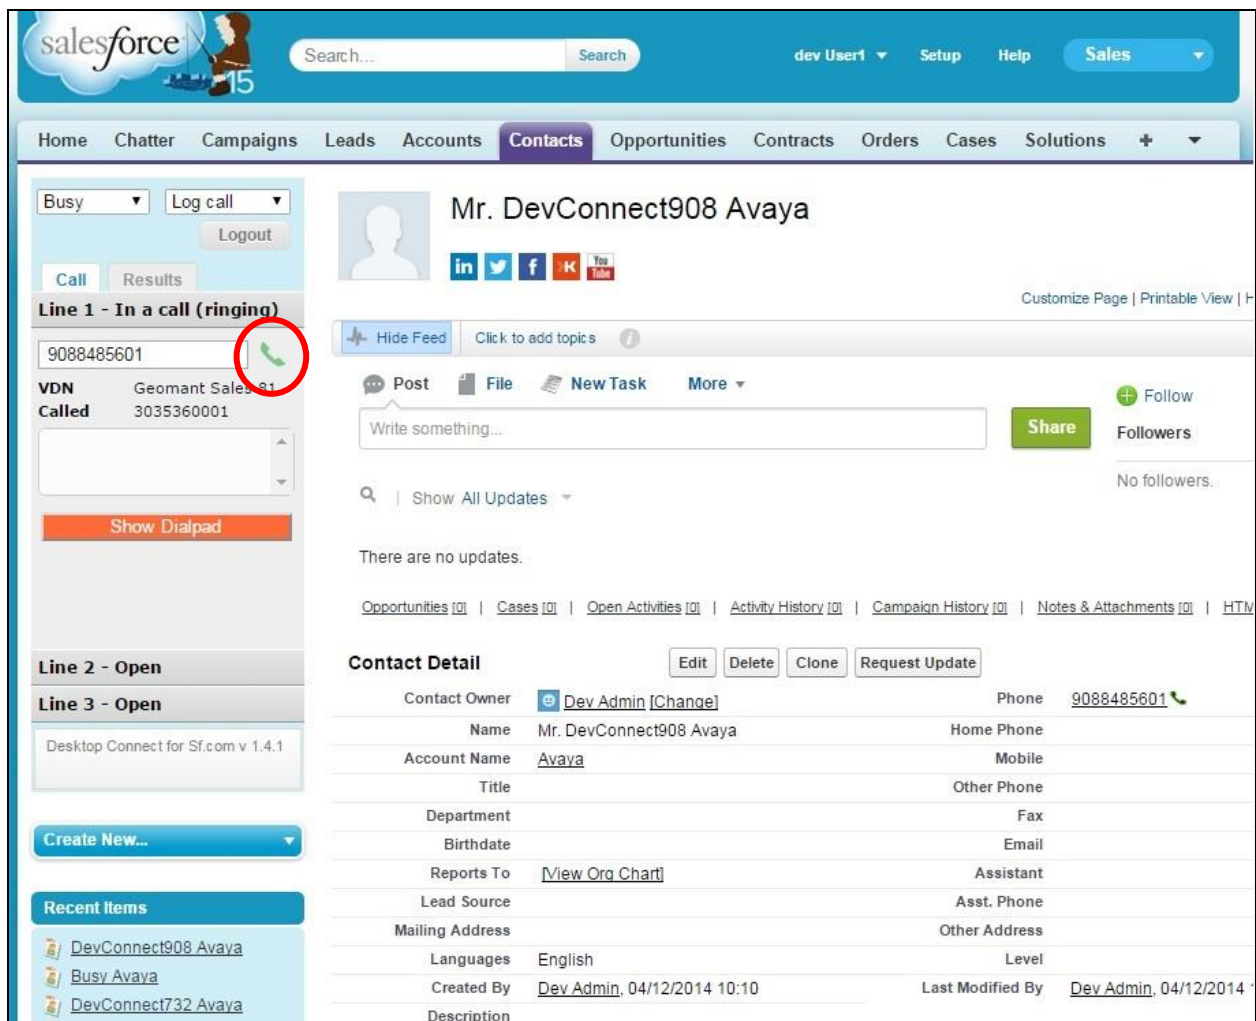 salesforce
15
Search...
Search
dev User1
Setup
Help
Sales
Home Chatter Campaigns Leads Accounts Contacts Opportunities Contracts Orders Cases Solutions +
Busy
Log call
Logout
Call Results
Line 1 - In a call (ringing)
9088485601
VDN Geomant Sales 81
Called 3035360001
Show Dialpad
Line 2 - Open
Line 3 - Open
Desktop Connect for Sf.com v 1.4.1
Create New...
Recent Items
DevConnect908 Avaya
Busy Avaya
DevConnect732 Avaya
Mr. DevConnect908 Avaya
in f You Tube
Customize Page | Printable View | H
Hide Feed Click to add topics i
Post File New Task More
Write something...
Share
Follow
Followers
No followers.
Show All Updates
There are no updates.
Opportunities [0] | Cases [0] | Open Activities [0] | Activity History [0] | Campaign History [0] | Notes & Attachments [0] | HTM
Contact Detail Edit Delete Clone Request Update
Contact Owner Dev Admin [Change] Phone 9088485601
Name Mr. DevConnect908 Avaya Home Phone
Account Name Avaya Mobile
Title Other Phone
Department Fax
Birthdate Email
Reports To [View Org Chart] Assistant
Lead Source Asst. Phone
Mailing Address Other Address
Languages English Level
Created By Dev Admin, 04/12/2014 10:10 Last Modified By Dev Admin, 04/12/2014
Description